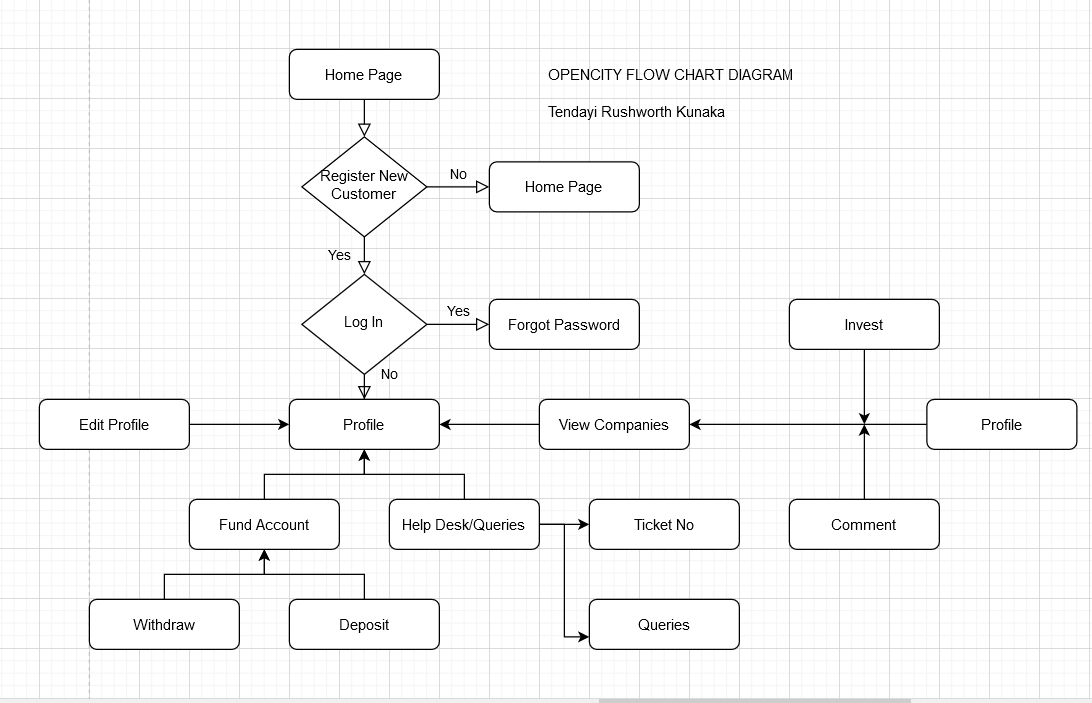 Home Page
OPENCITY FLOW CHART DIAGRAM
Tendayi Rushworth Kunaka
Register New
Customer
No
Home Page
Yes
Log In
Yes
Forgot Password
Invest
No
Edit Profile
Profile
View Companies
Profile
Fund Account
Help Desk/Queries
Ticket No
Comment
Withdraw
Deposit
Queries